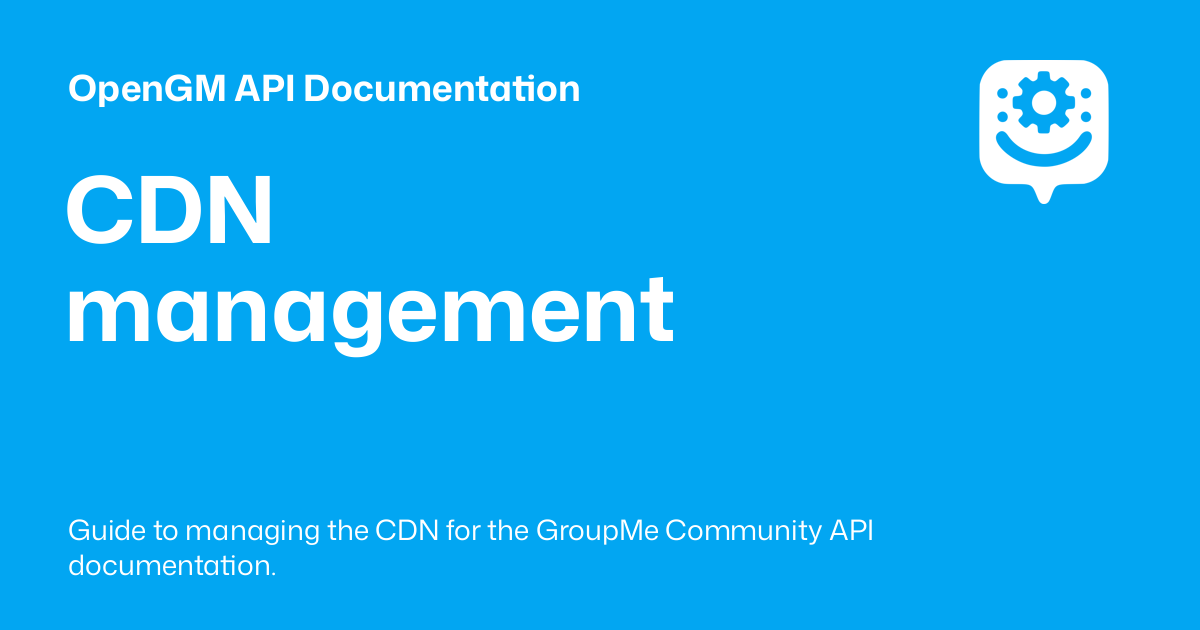 OpenGM API Documentation
CDN
management
Guide to managing the CDN for the GroupMe Community API
documentation.